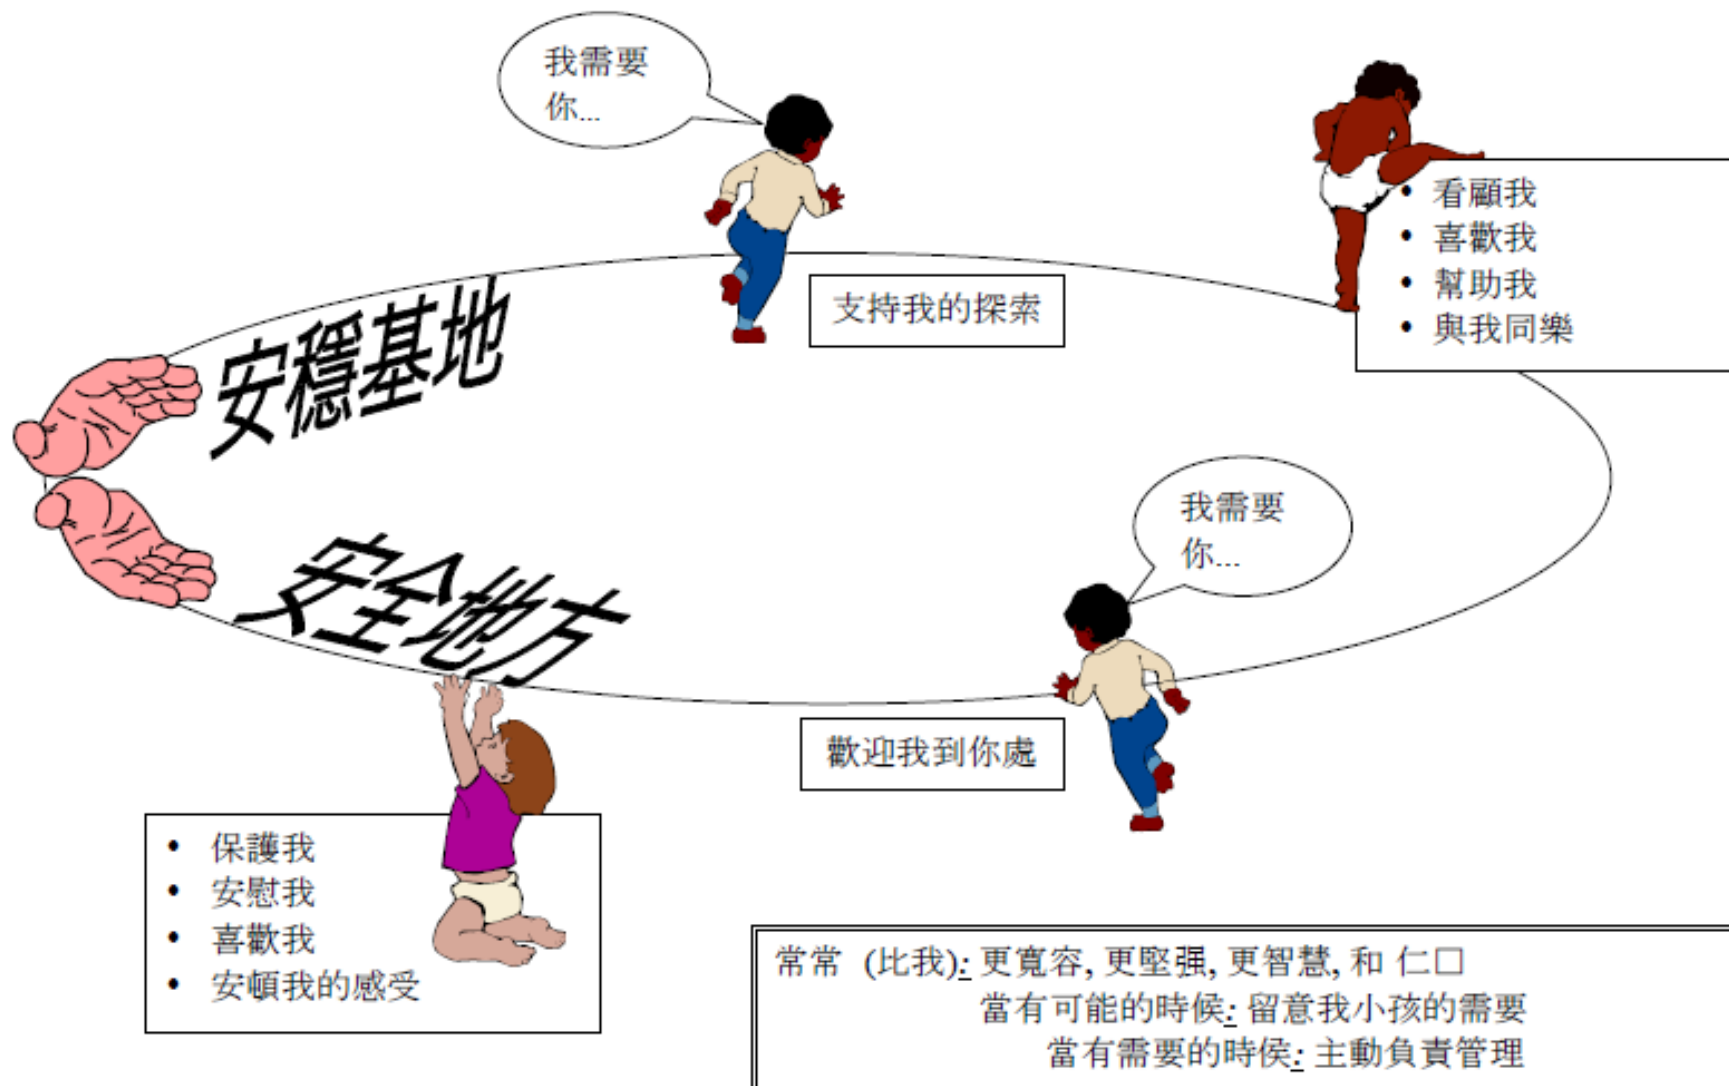 我需要
你...
• 看顧我
• 喜歡我
• 幫助我
• 與我同樂
支持我的探索
安穩基地
安全地方
我需要
你...
歡迎我到你處
• 保護我
• 安慰我
• 喜歡我
• 安頓我的感受
常常 (比我): 更寬容, 更堅强, 更智慧, 和 仁□
當有可能的時候: 留意我小孩的需要
當有需要的時侯: 主動負責管理